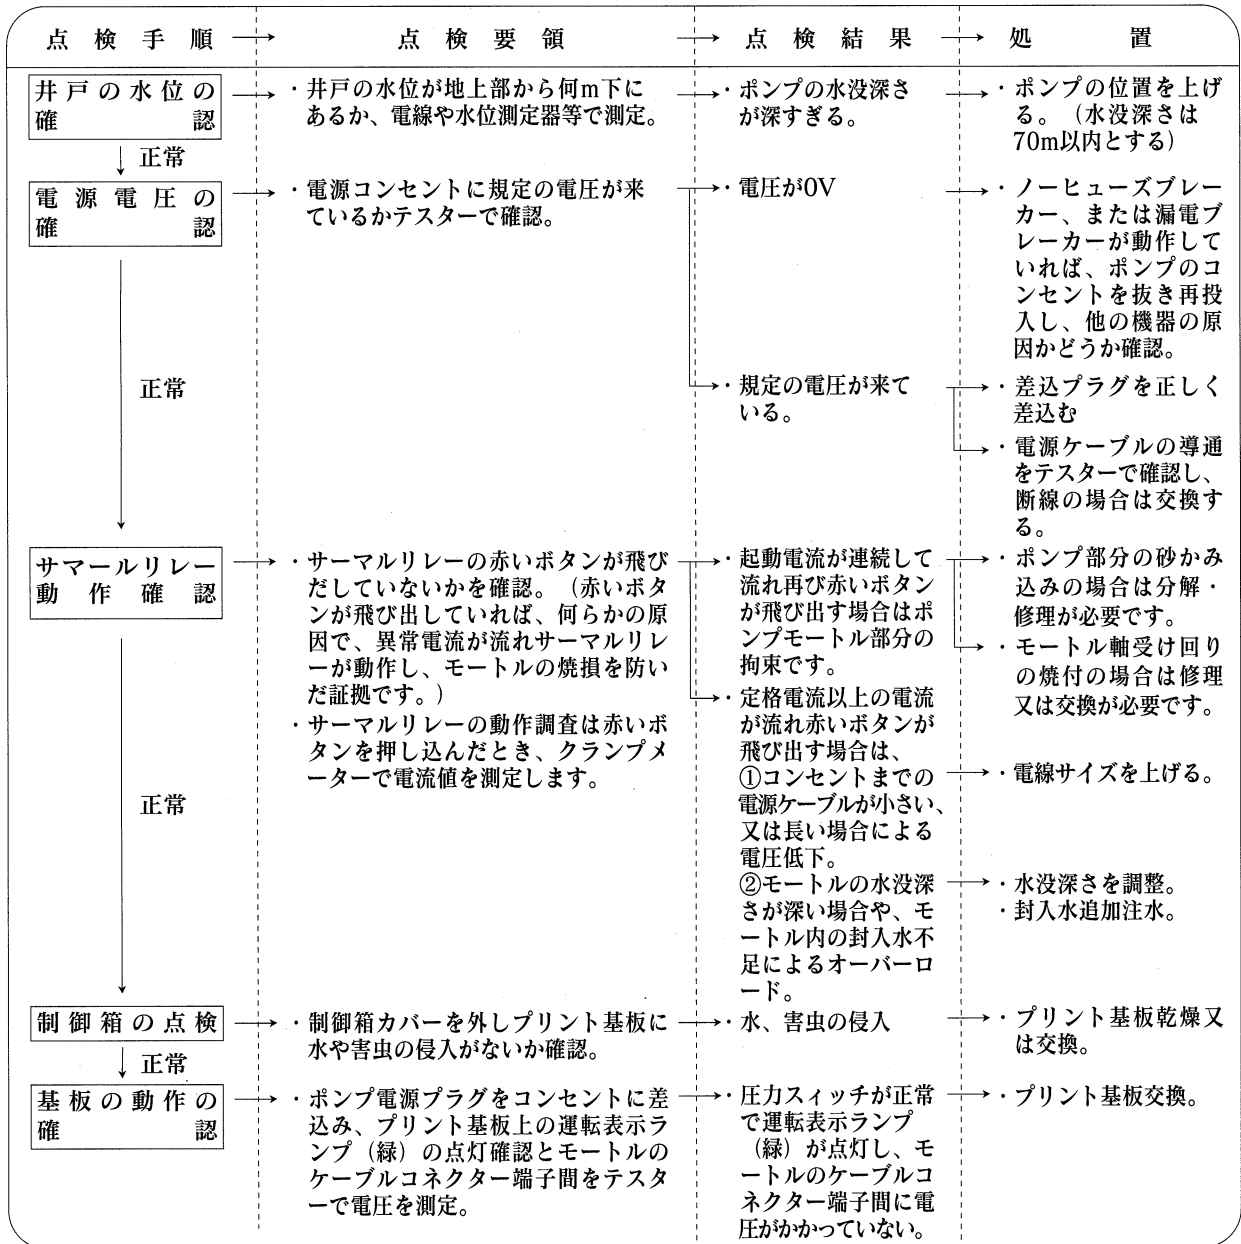 点検手順 → 点検要領 → 点検結果 → 処置
井戸の水位の
確認
・井戸の水位が地上部から何m下に
あるか、電線や水位測定器等で測定。
・ポンプの水没深さ
が深すぎる。
・ポンプの位置を上げ
る。（水没深さは
70m以内とする）
正常
電源電圧の
確認
・電源コンセントに規定の電圧が来
ているかテスターで確認。
・電圧が0V
・ノーヒューズブレー
カー、または漏電ブ
レーカーが動作して
いれば、ポンプのコ
ンセントを抜き再投
入し、他の機器の原
因かどうか確認。
・規定の電圧が来て
いる。
・差込プラグを正しく
差込む
・電源ケーブルの導通
をテスターで確認し、
断線の場合は交換す
る。
正常
サマールリレー
動作確認
・サーマルリレーの赤いボタンが飛び
だしていないかを確認。（赤いボタ
ンが飛び出していれば、何らかの原
因で、異常電流が流れサーマルリレ
ーが動作し、モートルの焼損を防い
だ証拠です。）
・サーマルリレーの動作調査は赤いボ
タンを押し込んだとき、クランプメ
ーターで電流値を測定します。
・起動電流が連続して
流れ再び赤いボタン
が飛び出す場合はポ
ンプモートル部分の
拘束です。
・ポンプ部分の砂かみ
込みの場合は分解・
修理が必要です。
・モートル軸受け回り
の焼付の場合は修理
又は交換が必要です。
・定格電流以上の電流
が流れ赤いボタンが
飛び出す場合は、
①コンセントまでの
電源ケーブルが小さい、
又は長い場合による
電圧低下。
・電線サイズを上げる。
②モートルの水没深
さが深い場合や、モ
ートル内の封入水不
足によるオーバーロ
ード。
・水没深さを調整。
・封入水追加注水。
正常
制御箱の点検
・制御箱カバーを外しプリント基板に
水や害虫の侵入がないか確認。
・水、害虫の侵入
・プリント基板乾燥又
は交換。
正常
基板の動作の
確認
・ポンプ電源プラグをコンセントに差
込み、プリント基板上の運転表示ラ
ンプ（緑）の点灯確認とモートルの
ケーブルコネクター端子間をテスタ
ーで電圧を測定。
・圧力スィッチが正常
で運転表示ランプ
（緑）が点灯し、モ
ートルのケーブルコ
ネクター端子間に電
圧がかかっていない。
・プリント基板交換。